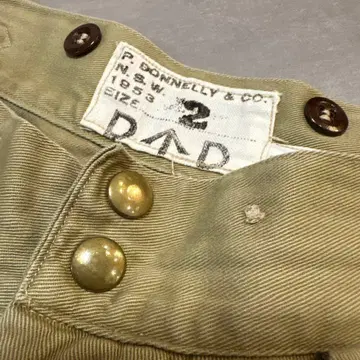 P. DONNELLY & CO.
N.S.W.
1953
SIZE 2
D↑D